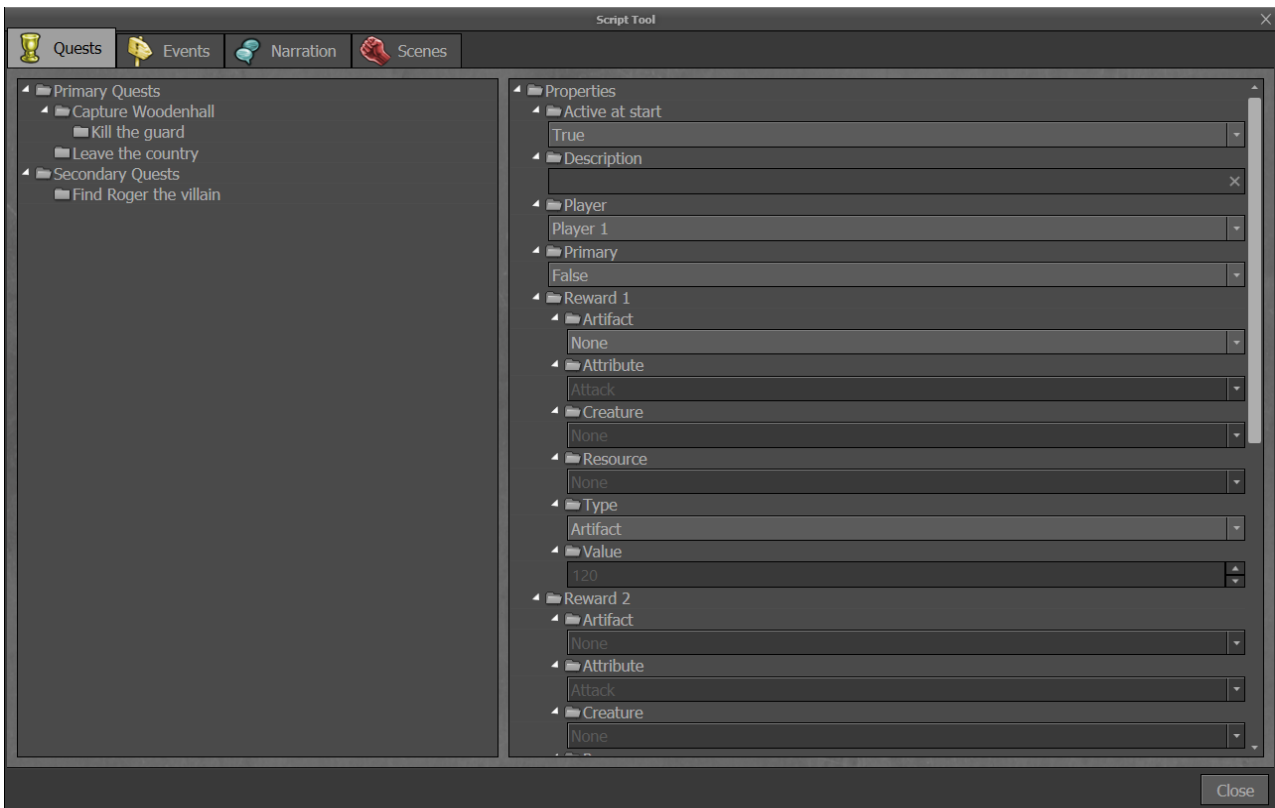 Script Tool
Quests
Events
Narration
Scenes
Primary Quests
Capture Woodenhall
Kill the guard
Leave the country
Secondary Quests
Find Roger the villain
Properties
Active at start
True
Description
Player
Player 1
Primary
False
Reward 1
Artifact
None
Attribute
Attack
Creature
None
Resource
None
Type
Artifact
Value
120
Reward 2
Artifact
None
Attribute
Attack
Creature
None
Close